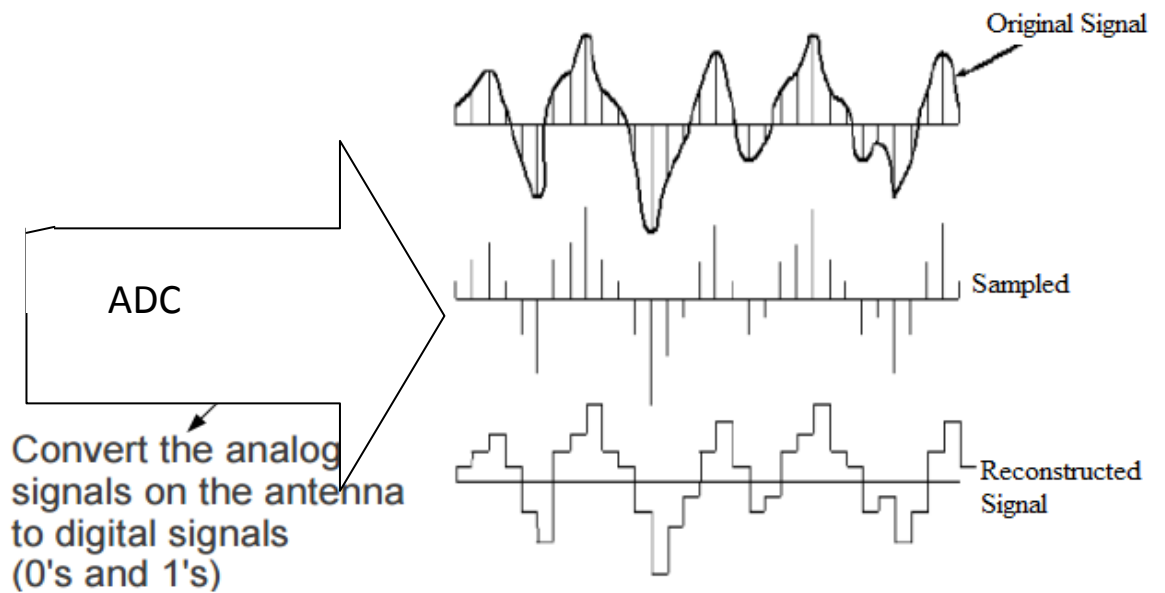 Original Signal
ADC
Sampled
Convert the analog
signals on the antenna
to digital signals
(0's and 1's)
Reconstructed
Signal